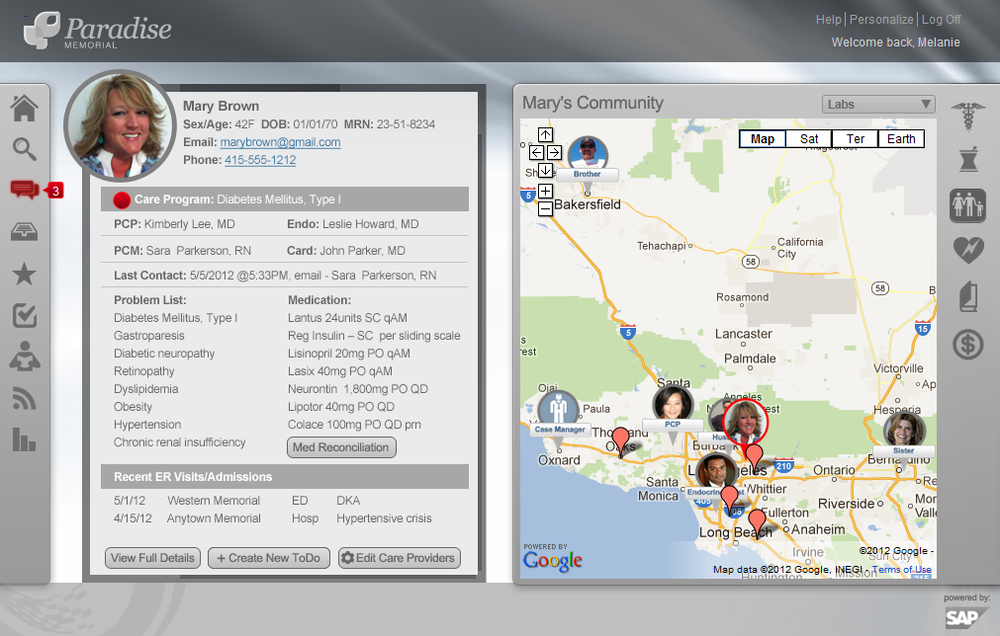 Paradise
MEMORIAL
Help | Personalize | Log Off
Welcome back, Melanie
3
Mary Brown
Sex/Age: 42F DOB: 01/01/70 MRN: 23-51-8234
Email: marybrown@gmail.com
Phone: 415-555-1212
Care Program: Diabetes Mellitus, Type I
PCP: Kimberly Lee, MD Endo: Leslie Howard, MD
PCM: Sara Parkerson, RN Card: John Parker, MD
Last Contact: 5/5/2012 @5:33PM, email - Sara Parkerson, RN
Problem List: Medication:
Diabetes Mellitus, Type I Lantus 24units SC qAM
Gastroparesis Reg Insulin – SC per sliding scale
Diabetic neuropathy Lisinopril 20mg PO qAM
Retinopathy Lasix 40mg PO qAM
Dyslipidemia Neurontin 1,800mg PO QD
Obesity Lipotor 40mg PO QD
Hypertension Colace 100mg PO QD prn
Chronic renal insufficiency Med Reconciliation
Recent ER Visits/Admissions
5/1/12 Western Memorial ED DKA
4/15/12 Anytown Memorial Hosp Hypertensive crisis
View Full Details + Create New ToDo Edit Care Providers
Mary's Community
Labs
Map Sat Ter Earth
Brother
5
Bakersfield
Tehachapi
California
City
58
58
Rosamond
15
5
Lancaster
Palmdale
Victorville
Santa
Angeles
Hesperia
Ojai
Paula
Case Manager
PCP
Sister
Oxnard
210
Ontario
Santa
Monica
Whittier
Riverside
405
Fullerton
Long Beach
Anaheim
Irvine
POWERED BY
Google
©2012 Google -
Map data ©2012 Google, INEGI - Terms of Use
powered by:
SAP